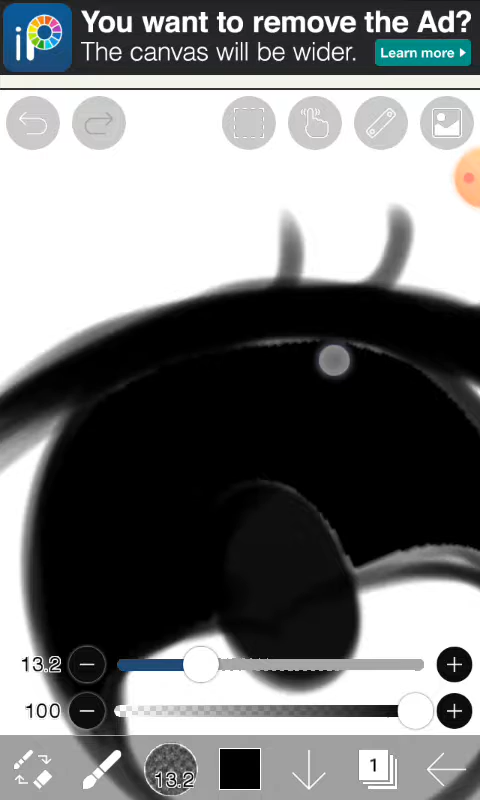 iP
You want to remove the Ad?
The canvas will be wider.
Learn more
13.2
100
13.2
1